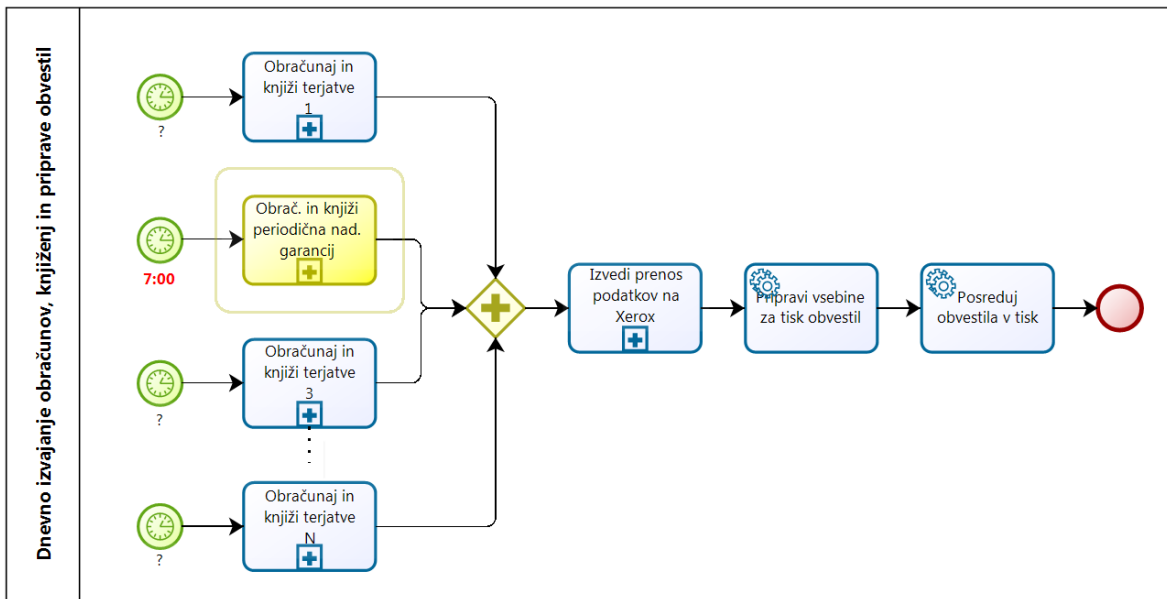 Dnevno izvajanje obračunov, knjiženj in priprave obvestil
Obračunaj in
knjiži terjatve
1
?
Obrač. in knjiži
periodična nad.
garancij
7:00
Obračunaj in
knjiži terjatve
3
?
Obračunaj in
knjiži terjatve
N
?
Izvedi prenos
podatkov na
Xerox
Pripravi vsebine
za tisk obvestil
Posreduj
obvestila v tisk